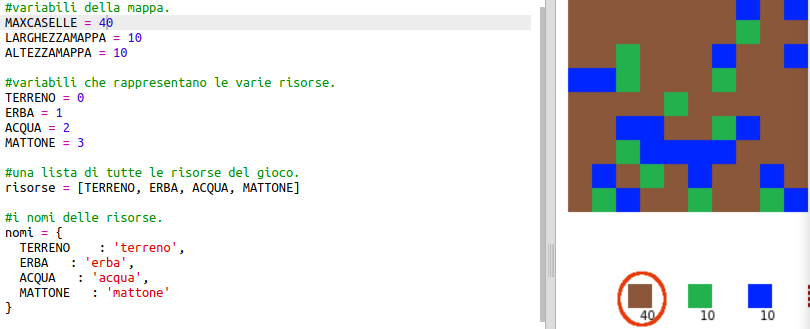 #variabili della mappa.
MAXCASELLE = 40
LARGHEZZAMAPPA = 10
ALTEZZAMAPPA = 10
#variabili che rappresentano le varie risorse.
TERRENO = 0
ERBA = 1
ACQUA = 2
MATTONE = 3
#una lista di tutte le risorse del gioco.
risorse = [TERRENO, ERBA, ACQUA, MATTONE]
#i nomi delle risorse.
nomi = {
TERRENO : 'terreno',
ERBA : 'erba',
ACQUA : 'acqua',
MATTONE : 'mattone'
}
40 10 10